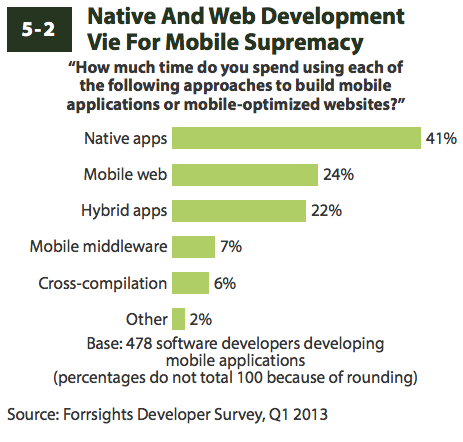 5-2
Native And Web Development
Vie For Mobile Supremacy
“How much time do you spend using each of
the following approaches to build mobile
applications or mobile-optimized websites?”
Native apps 41%
Mobile web 24%
Hybrid apps 22%
Mobile middleware 7%
Cross-compilation 6%
Other 2%
Base: 478 software developers developing
mobile applications
(percentages do not total 100 because of rounding)
Source: Forrsights Developer Survey, Q1 2013